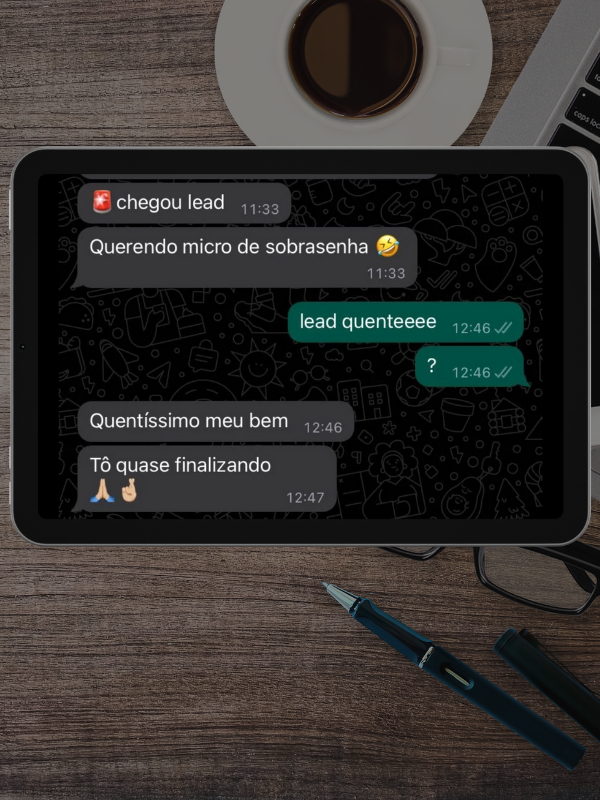 🚨 chegou lead 11:33
Querendo micro de sobrasenha 🤣
11:33
lead quenteeee 12:46
? 12:46
Quentíssimo meu bem 12:46
Tô quase finalizando
🙏🏼🤞🏼 12:47
caps loc